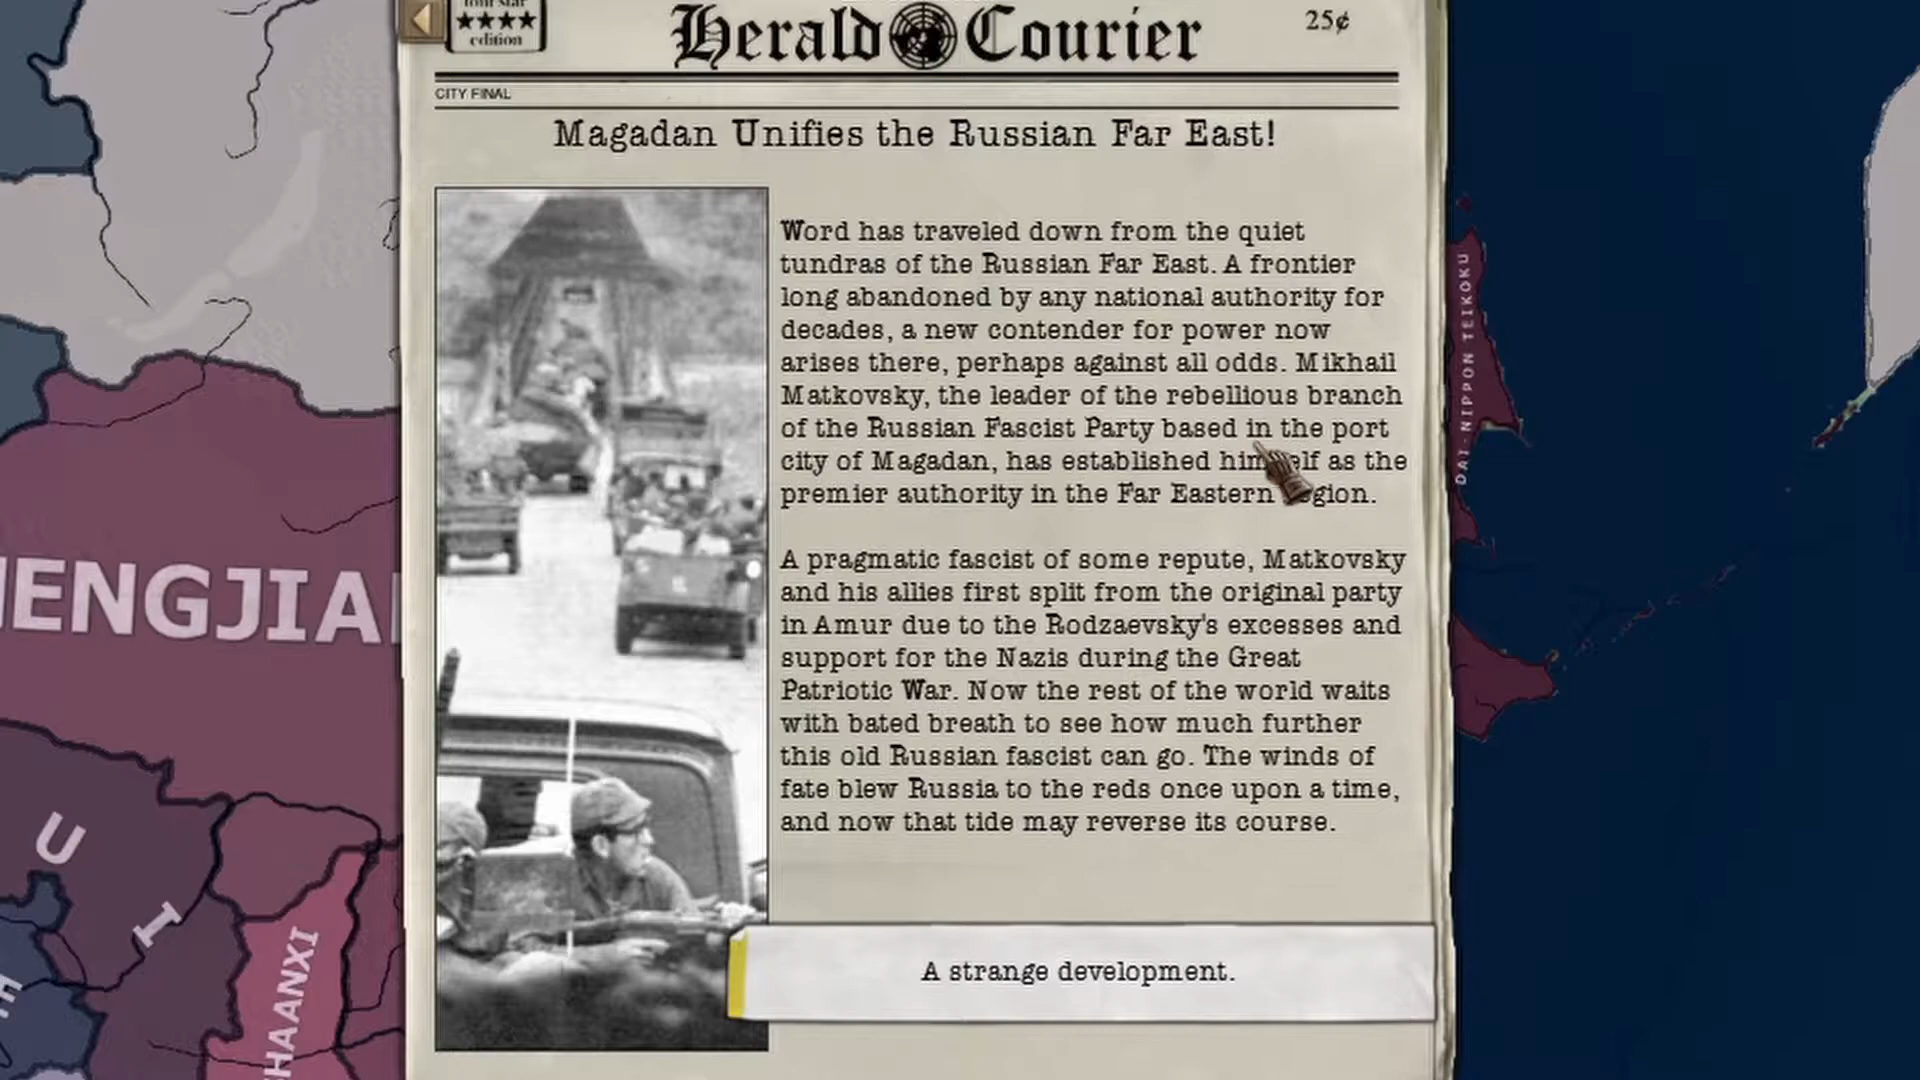 four star
★★★★
edition
Herald Courier
25¢
CITY FINAL
Magadan Unifies the Russian Far East!
Word has traveled down from the quiet
tundras of the Russian Far East. A frontier
long abandoned by any national authority for
decades, a new contender for power now
arises there, perhaps against all odds. Mikhail
Matkovsky, the leader of the rebellious branch
of the Russian Fascist Party based in the port
city of Magadan, has established himself as the
premier authority in the Far Eastern region.
A pragmatic fascist of some repute, Matkovsky
and his allies first split from the original party
in Amur due to the Rodzaevsky's excesses and
support for the Nazis during the Great
Patriotic War. Now the rest of the world waits
with bated breath to see how much further
this old Russian fascist can go. The winds of
fate blew Russia to the reds once upon a time,
and now that tide may reverse its course.
A strange development.
ENGJIA
U
I
HAANXI
DAI-NIPPON TEIKOKU